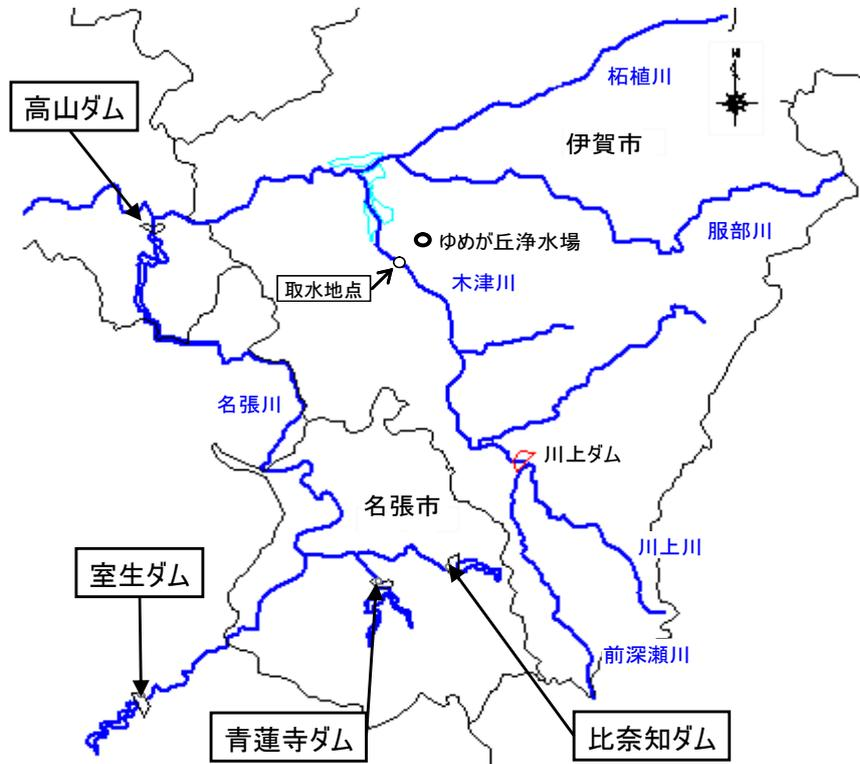 柘植川
N
高山ダム
伊賀市
服部川
ゆめが丘浄水場
取水地点
木津川
名張川
川上ダム
名張市
川上川
室生ダム
前深瀬川
青蓮寺ダム
比奈知ダム